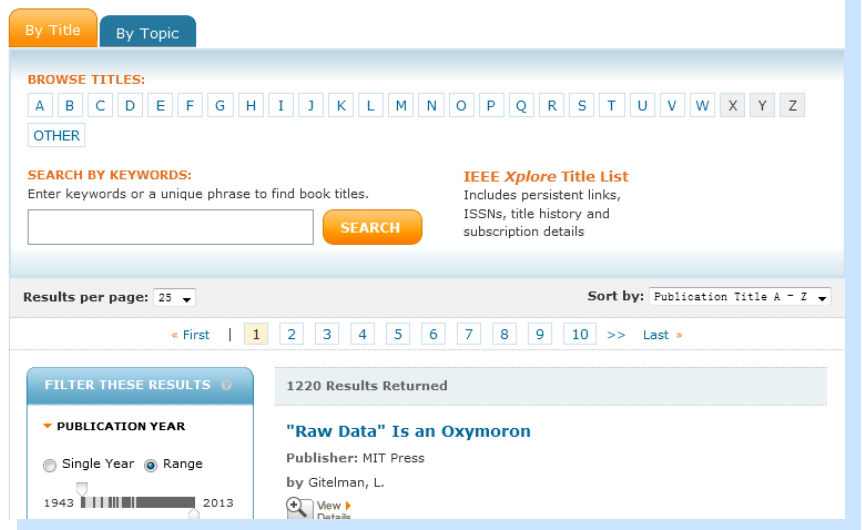 By Title By Topic
BROWSE TITLES:
A B C D E F G H I J K L M N O P Q R S T U V W X Y Z
OTHER
SEARCH BY KEYWORDS:
Enter keywords or a unique phrase to find book titles.
SEARCH
IEEE Xplore Title List
Includes persistent links,
ISSNs, title history and
subscription details
Results per page: 25
Sort by: Publication Title A - Z
« First | 1 2 3 4 5 6 7 8 9 10 >> Last »
FILTER THESE RESULTS ?
PUBLICATION YEAR
Single Year Range
1943 2013
1220 Results Returned
"Raw Data" Is an Oxymoron
Publisher: MIT Press
by Gitelman, L.
View
Details